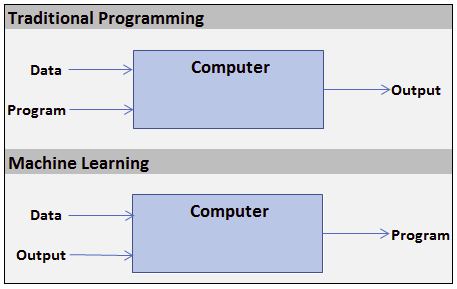 Traditional Programming
Data
Computer
Program
Output
Machine Learning
Data
Computer
Output
Program